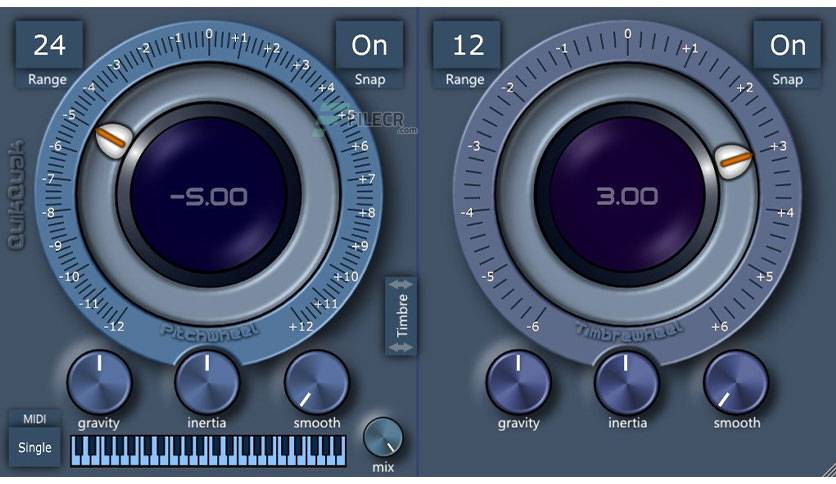 24
Range
On
Snap
0
-1
+1
-2
+2
-3
+3
-4
+4
-5
+5
-6
+6
-7
+7
-8
+8
-9
+9
-10
+10
-11
+11
-12
+12
-5.00
Pitchwheel
QuikQuak
FILECR
.com
Timbre
gravity
inertia
smooth
MIDI
Single
mix
12
Range
On
Snap
0
-1
+1
-2
+2
-3
+3
-4
+4
-5
+5
-6
+6
3.00
Timbrewheel
gravity
inertia
smooth